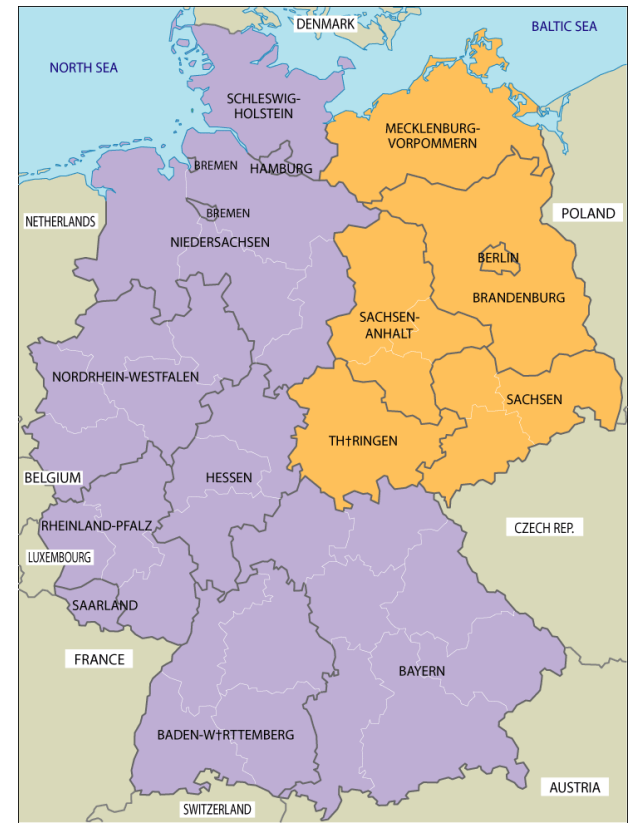 DENMARK
BALTIC SEA
NORTH SEA
SCHLESWIG-
HOLSTEIN
MECKLENBURG-
VORPOMMERN
BREMEN
HAMBURG
BREMEN
NETHERLANDS
POLAND
NIEDERSACHSEN
BERLIN
BRANDENBURG
SACHSEN-
ANHALT
NORDRHEIN-WESTFALEN
SACHSEN
TH†RINGEN
BELGIUM
HESSEN
RHEINLAND-PFALZ
CZECH REP.
LUXEMBOURG
SAARLAND
FRANCE
BAYERN
BADEN-W†RTTEMBERG
AUSTRIA
SWITZERLAND